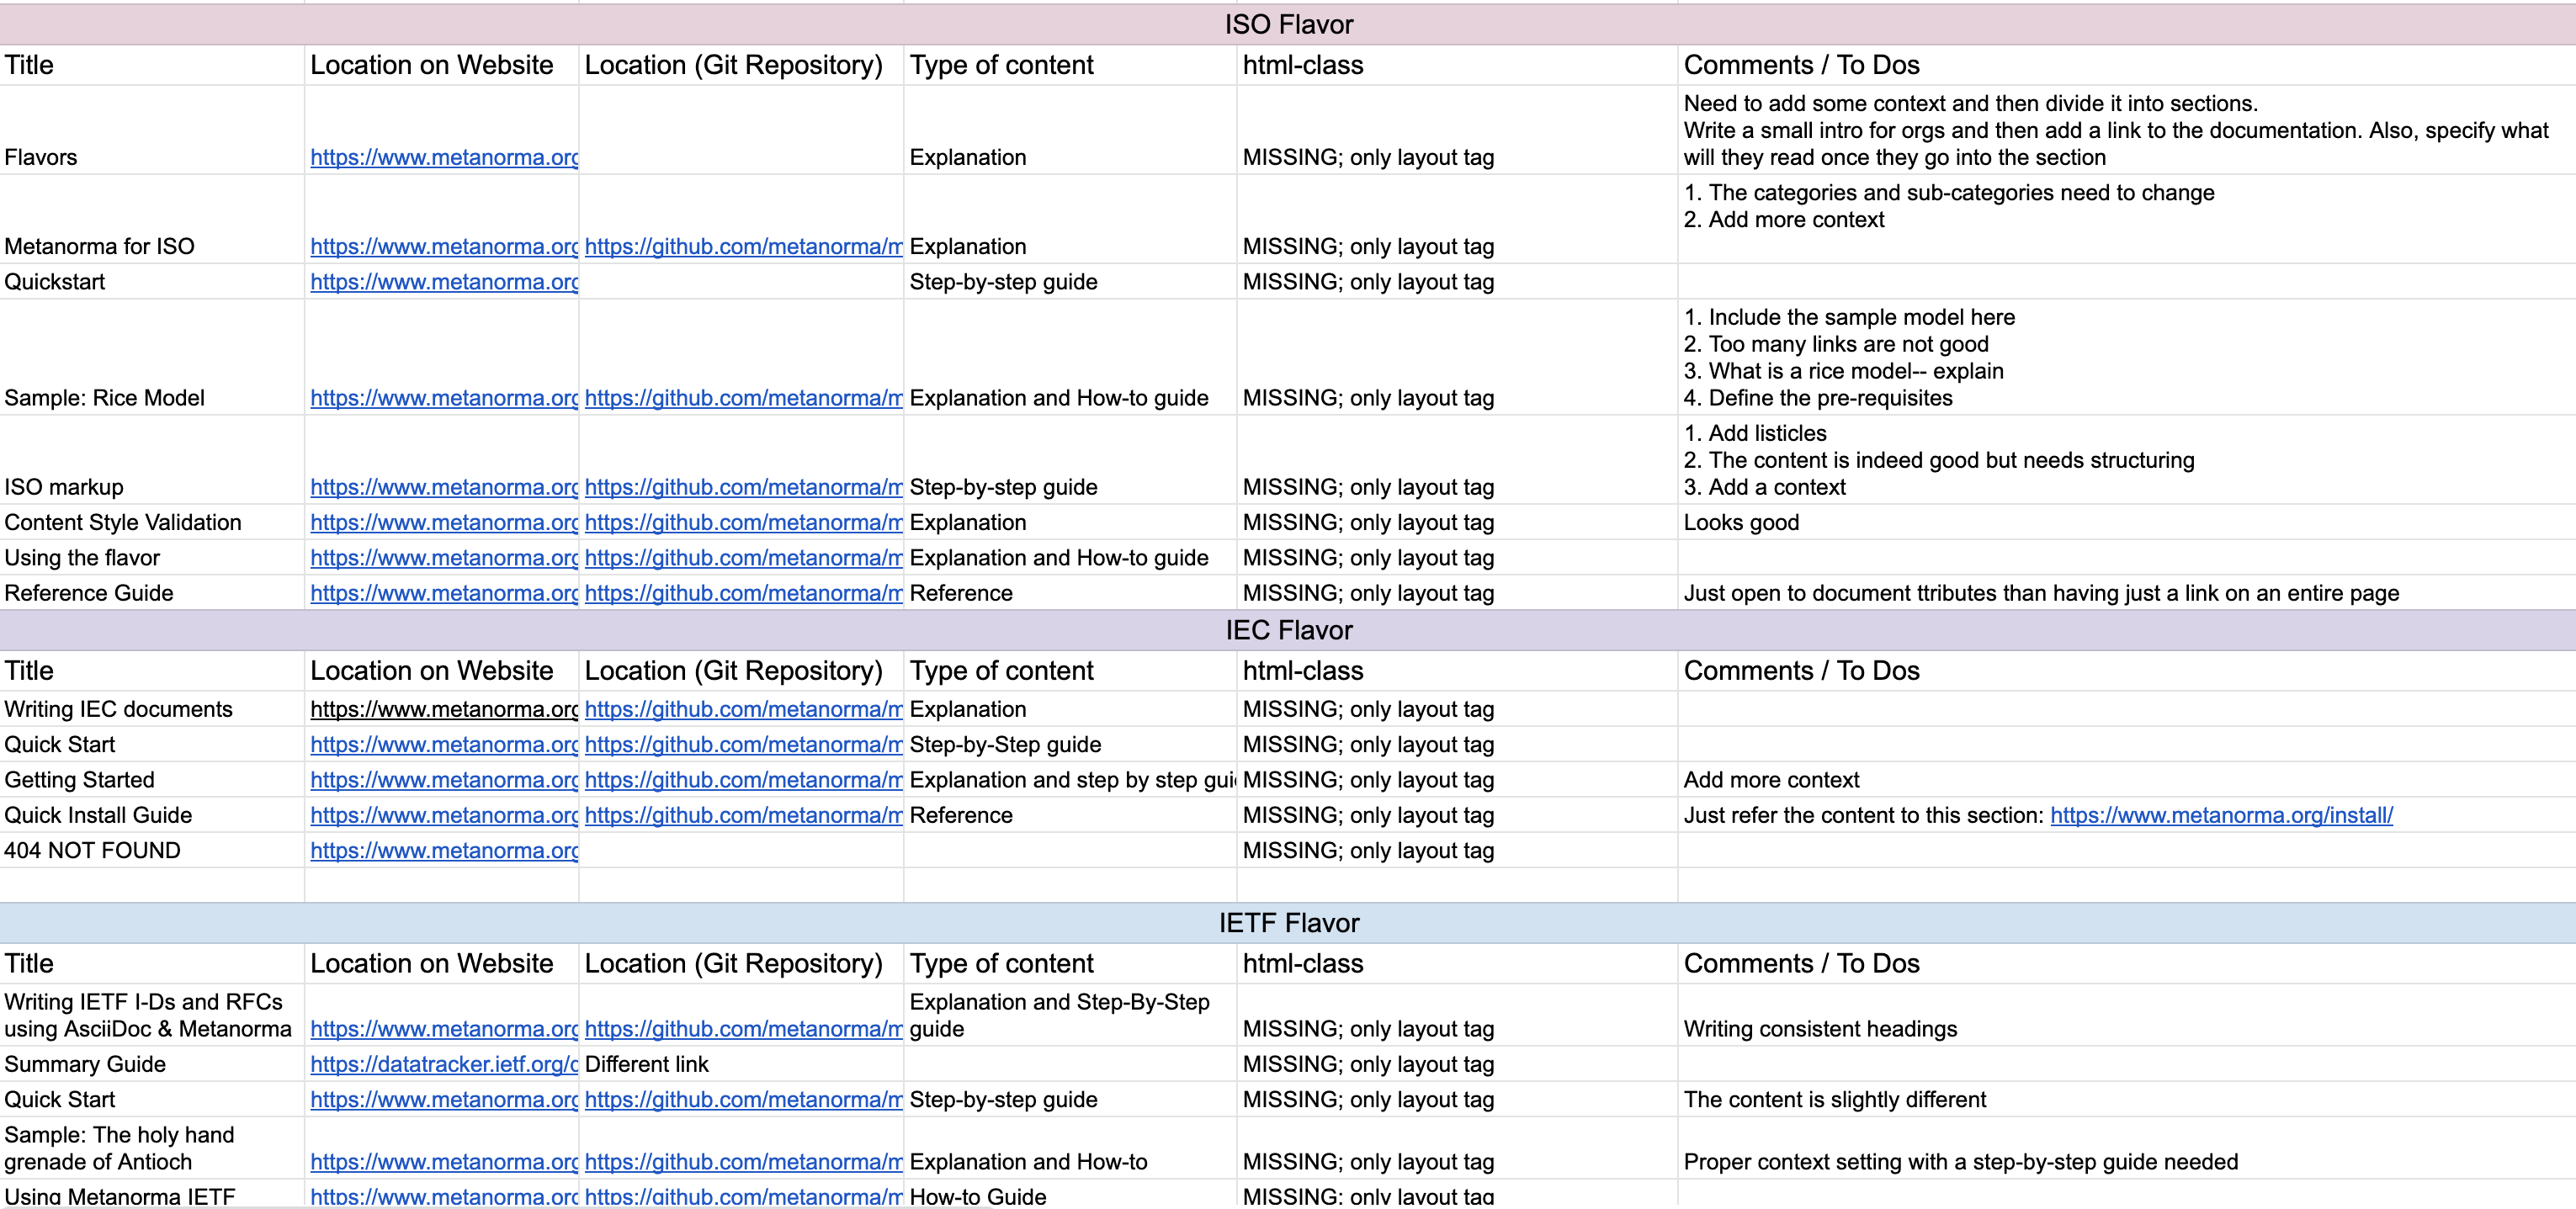 ISO Flavor
Title Location on Website Location (Git Repository) Type of content html-class Comments / To Dos
Need to add some context and then divide it into sections.
Write a small intro for orgs and then add a link to the documentation. Also, specify what
Flavors https://www.metanorma.org Explanation MISSING; only layout tag will they read once they go into the section
1. The categories and sub-categories need to change
2. Add more context
Metanorma for ISO https://www.metanorma.org https://github.com/metanorma/m Explanation MISSING; only layout tag
Quickstart https://www.metanorma.org Step-by-step guide MISSING; only layout tag
1. Include the sample model here
2. Too many links are not good
3. What is a rice model-- explain
Sample: Rice Model https://www.metanorma.org https://github.com/metanorma/m Explanation and How-to guide MISSING; only layout tag 4. Define the pre-requisites
1. Add listicles
2. The content is indeed good but needs structuring
ISO markup https://www.metanorma.org https://github.com/metanorma/m Step-by-step guide MISSING; only layout tag 3. Add a context
Content Style Validation https://www.metanorma.org https://github.com/metanorma/m Explanation MISSING; only layout tag Looks good
Using the flavor https://www.metanorma.org https://github.com/metanorma/m Explanation and How-to guide MISSING; only layout tag
Reference Guide https://www.metanorma.org https://github.com/metanorma/m Reference MISSING; only layout tag Just open to document ttributes than having just a link on an entire page
IEC Flavor
Title Location on Website Location (Git Repository) Type of content html-class Comments / To Dos
Writing IEC documents https://www.metanorma.org https://github.com/metanorma/m Explanation MISSING; only layout tag
Quick Start https://www.metanorma.org https://github.com/metanorma/m Step-by-Step guide MISSING; only layout tag
Getting Started https://www.metanorma.org https://github.com/metanorma/m Explanation and step by step gui MISSING; only layout tag Add more context
Quick Install Guide https://www.metanorma.org https://github.com/metanorma/m Reference MISSING; only layout tag Just refer the content to this section: https://www.metanorma.org/install/
404 NOT FOUND https://www.metanorma.org MISSING; only layout tag
IETF Flavor
Title Location on Website Location (Git Repository) Type of content html-class Comments / To Dos
Writing IETF I-Ds and RFCs Explanation and Step-By-Step
using AsciiDoc & Metanorma https://www.metanorma.org https://github.com/metanorma/m guide MISSING; only layout tag Writing consistent headings
Summary Guide https://datatracker.ietf.org/d Different link MISSING; only layout tag
Quick Start https://www.metanorma.org https://github.com/metanorma/m Step-by-step guide MISSING; only layout tag The content is slightly different
Sample: The holy hand
grenade of Antioch https://www.metanorma.org https://github.com/metanorma/m Explanation and How-to MISSING; only layout tag Proper context setting with a step-by-step guide needed
Using Metanorma IETF https://www.metanorma.org https://github.com/metanorma/m How-to Guide MISSING; only layout tag